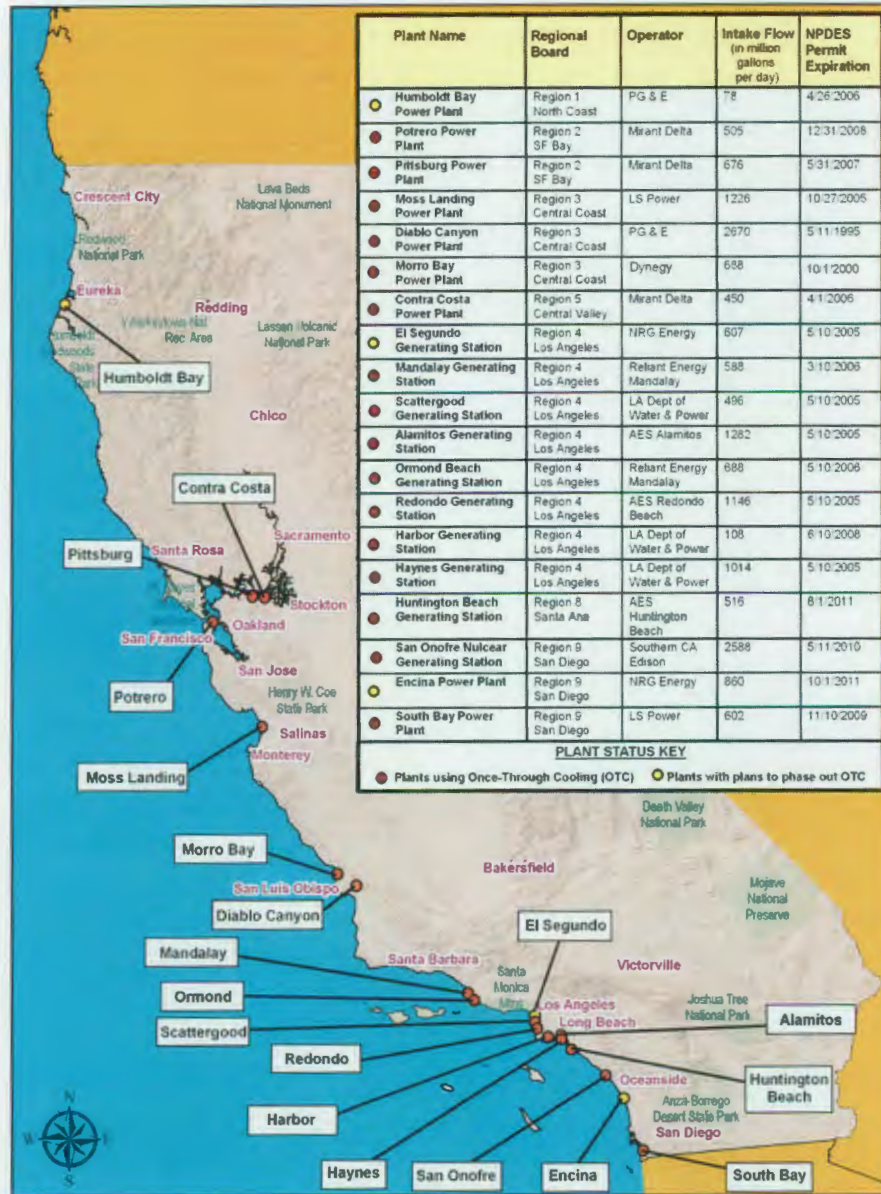 Plant Name
Regional Board
Operator
Intake Flow (in million gallons per day)
NPDES Permit Expiration
Humboldt Bay Power Plant
Region 1 North Coast
PG & E
78
4/26/2006
Potrero Power Plant
Region 2 SF Bay
Mirant Delta
505
12/31/2008
Pittsburg Power Plant
Region 2 SF Bay
Mirant Delta
676
5/31/2007
Moss Landing Power Plant
Region 3 Central Coast
LS Power
1226
10/27/2005
Diablo Canyon Power Plant
Region 3 Central Coast
PG & E
2670
5/11/1995
Morro Bay Power Plant
Region 3 Central Coast
Dynegy
668
10/1/2000
Contra Costa Power Plant
Region 5 Central Valley
Mirant Delta
450
4/1/2006
El Segundo Generating Station
Region 4 Los Angeles
NRG Energy
607
5/10/2005
Mandalay Generating Station
Region 4 Los Angeles
Reliant Energy Mandalay
588
3/10/2006
Scattergood Generating Station
Region 4 Los Angeles
LA Dept of Water & Power
496
5/10/2005
Alamitos Generating Station
Region 4 Los Angeles
AES Alamitos
1282
5/10/2005
Ormond Beach Generating Station
Region 4 Los Angeles
Reliant Energy Mandalay
688
5/10/2006
Redondo Generating Station
Region 4 Los Angeles
AES Redondo Beach
1146
5/10/2005
Harbor Generating Station
Region 4 Los Angeles
LA Dept of Water & Power
108
6/10/2008
Haynes Generating Station
Region 4 Los Angeles
LA Dept of Water & Power
1014
5/10/2005
Huntington Beach Generating Station
Region 8 Santa Ana
AES Huntington Beach
516
8/1/2011
San Onofre Nulcear Generating Station
Region 9 San Diego
Southern CA Edison
2588
5/11/2010
Encina Power Plant
Region 9 San Diego
NRG Energy
860
10/1/2011
South Bay Power Plant
Region 9 San Diego
LS Power
602
11/10/2009
PLANT STATUS KEY
Plants using Once-Through Cooling (OTC)
Plants with plans to phase out OTC
Crescent City
Lava Beds National Monument
Redwood National Park
Eureka
Redding
Nat Rec Area
Lassen Volcanic National Park
State
Humboldt Bay
Chico
Contra Costa
Sacramento
Pittsburg
Santa Rosa
Stockton
Oakland
San Francisco
San Jose
Potrero
Henry W. Coe State Park
Salinas
Monterey
Moss Landing
Death Valley National Park
Morro Bay
Bakersfield
San Luis Obispo
Mojave National Preserve
Diablo Canyon
El Segundo
Mandalay
Santa Barbara
Victorville
Santa Monica Mtns
Ormond
Los Angeles
Joshua Tree National Park
Scattergood
Long Beach
Alamitos
Redondo
Oceanside
Huntington Beach
Harbor
Anza-Borrego Desert State Park
San Diego
Haynes
San Onofre
Encina
South Bay
N
W
E
S